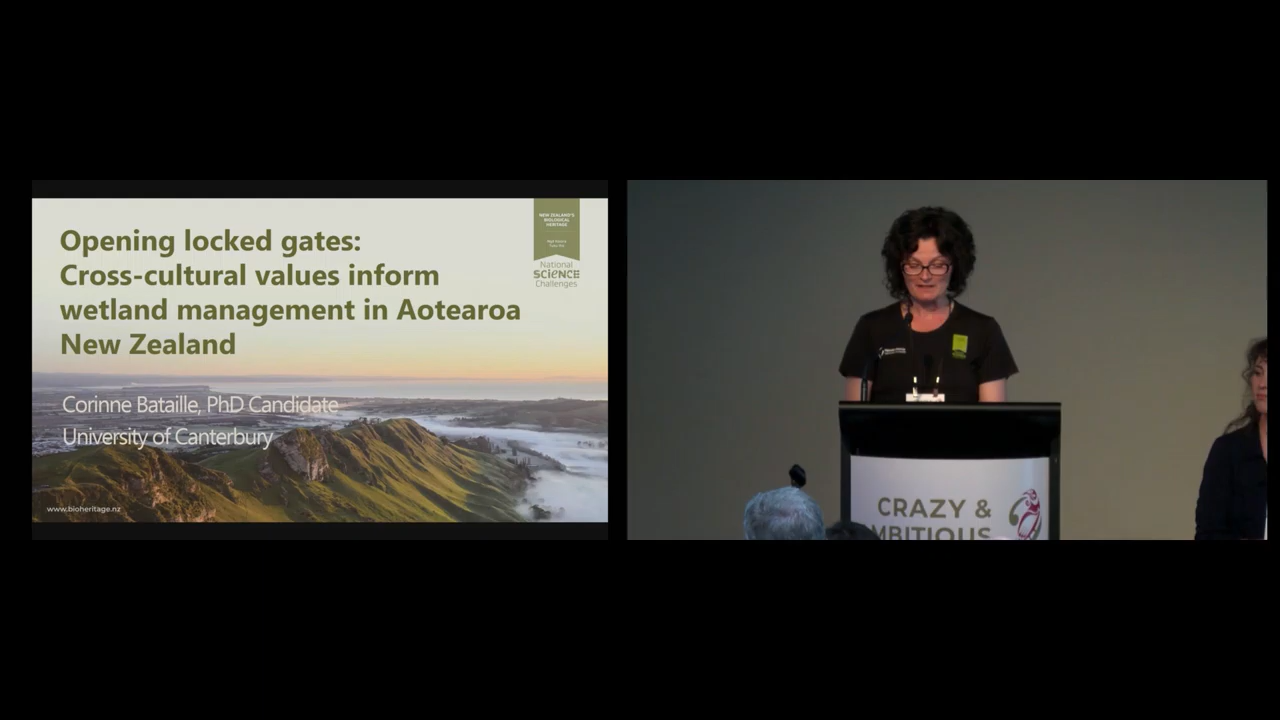 Opening locked gates:
Cross-cultural values inform
wetland management in Aotearoa
New Zealand
Corinne Bataille, PhD Candidate
University of Canterbury
www.bioheritage.nz
NEW ZEALAND'S
BIOLOGICAL
HERITAGE
National
SCIENCE
Challenges
CRAZY &
MBITIOUS